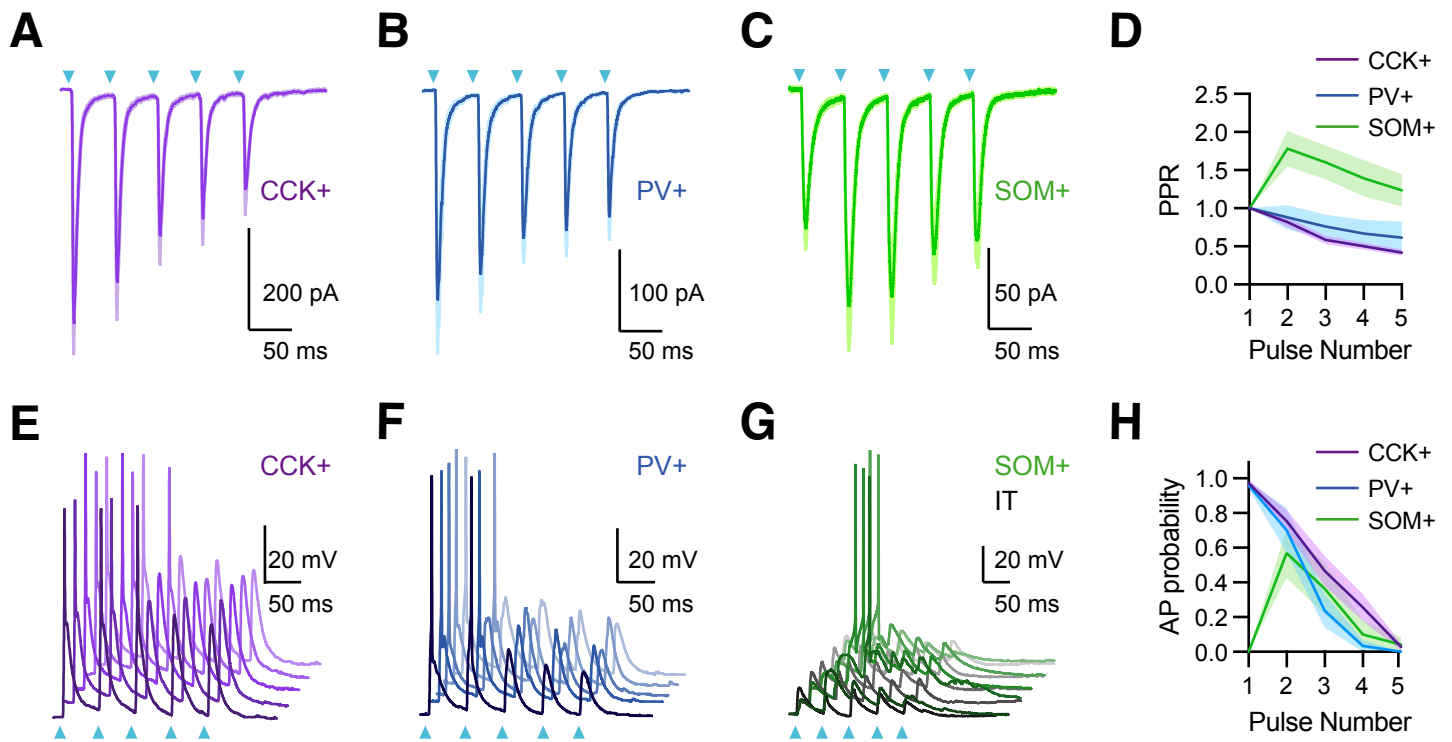 A
CCK+
200 pA
50 ms
B
PV+
100 pA
50 ms
C
SOM+
50 pA
50 ms
D
CCK+
PV+
SOM+
PPR
2.5
2.0
1.5
1.0
0.5
0.0
1 2 3 4 5
Pulse Number
E
CCK+
20 mV
50 ms
F
PV+
20 mV
50 ms
G
SOM+
IT
20 mV
50 ms
H
CCK+
PV+
SOM+
AP probability
1.0
0.8
0.6
0.4
0.2
0.0
1 2 3 4 5
Pulse Number